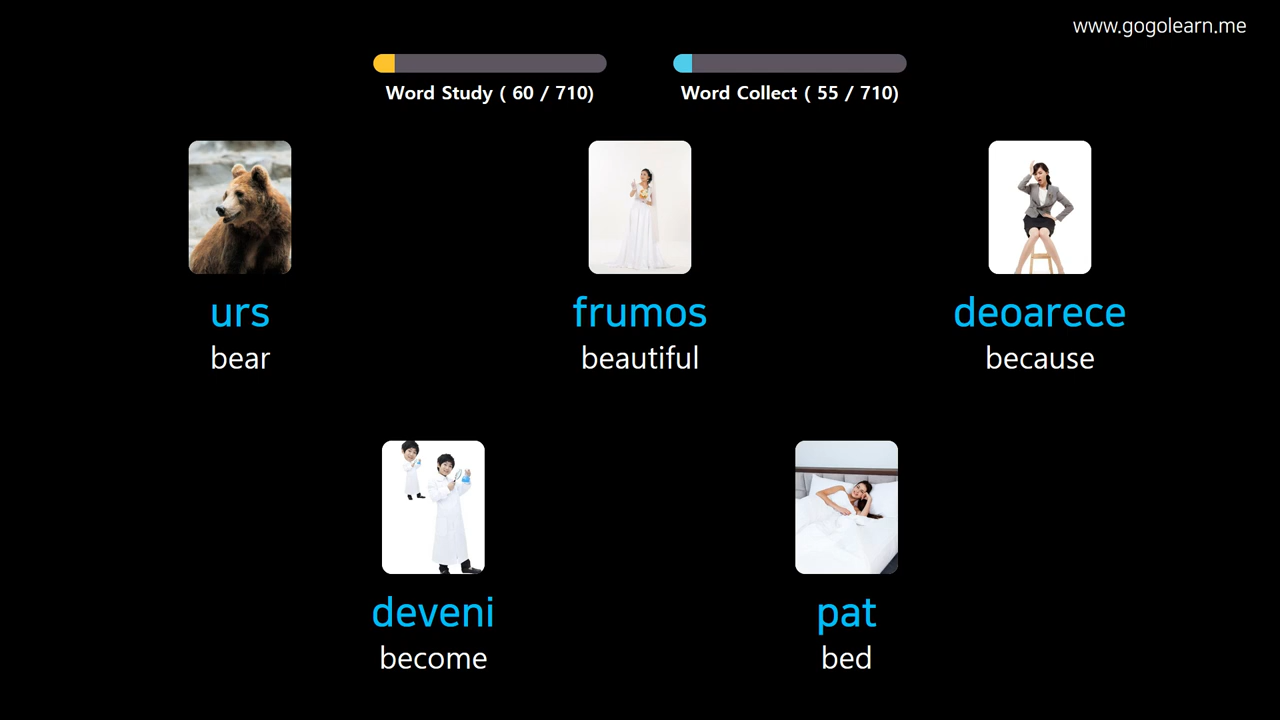 www.gogolearn.me
Word Study ( 60 / 710)
Word Collect ( 55 / 710)
urs
bear
frumos
beautiful
deoarece
because
deveni
become
pat
bed